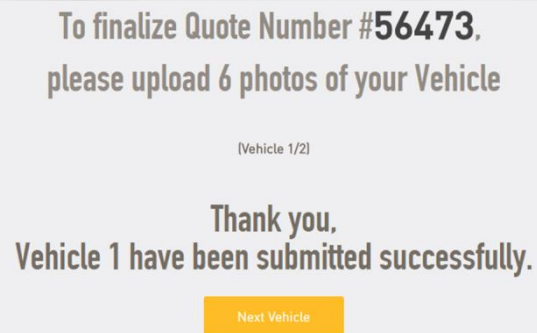 To finalize Quote Number #56473,
please upload 6 photos of your Vehicle
(Vehicle 1/2)
Thank you,
Vehicle 1 have been submitted successfully.
Next Vehicle